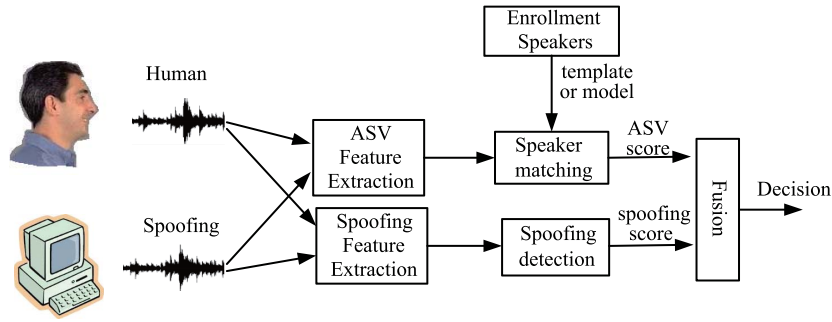 Enrollment
Speakers
Human
template
or model
ASV
Feature
Extraction
Speaker
matching
ASV
score
Fusion
Decision
Spoofing
Spoofing
Feature
Extraction
Spoofing
detection
spoofing
score